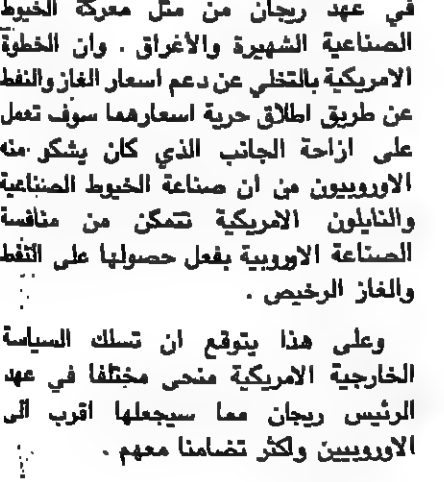 في عهد ريجان من مثل معركة الخيوط
الصناعية الشهيرة والأغراق . وان الخطوة
الامريكية بالتخلي عن دعم اسعار الغاز والنفط
عن طريق اطلاق حرية اسعارهما سوف تعمل
على ازاحة الجانب الذي كان يشكو منه
الاوروبيون من ان صناعة الخيوط الصناعية
والنايلون الامريكية تتمكن من منافسة
الصناعة الاوروبية بفعل حصولها على النفط
والغاز الرخيص .
وعلى هذا يتوقع ان تسلك السياسة
الخارجية الامريكية منحى مختلفا في عهد
الرئيس ريجان مما سيجعلها اقرب الى
الاوروبيين واكثر تضامنا معهم .